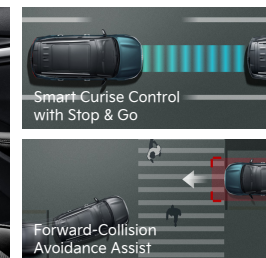 Smart Curise Control
with Stop & Go
Forward-Collision
Avoidance Assist